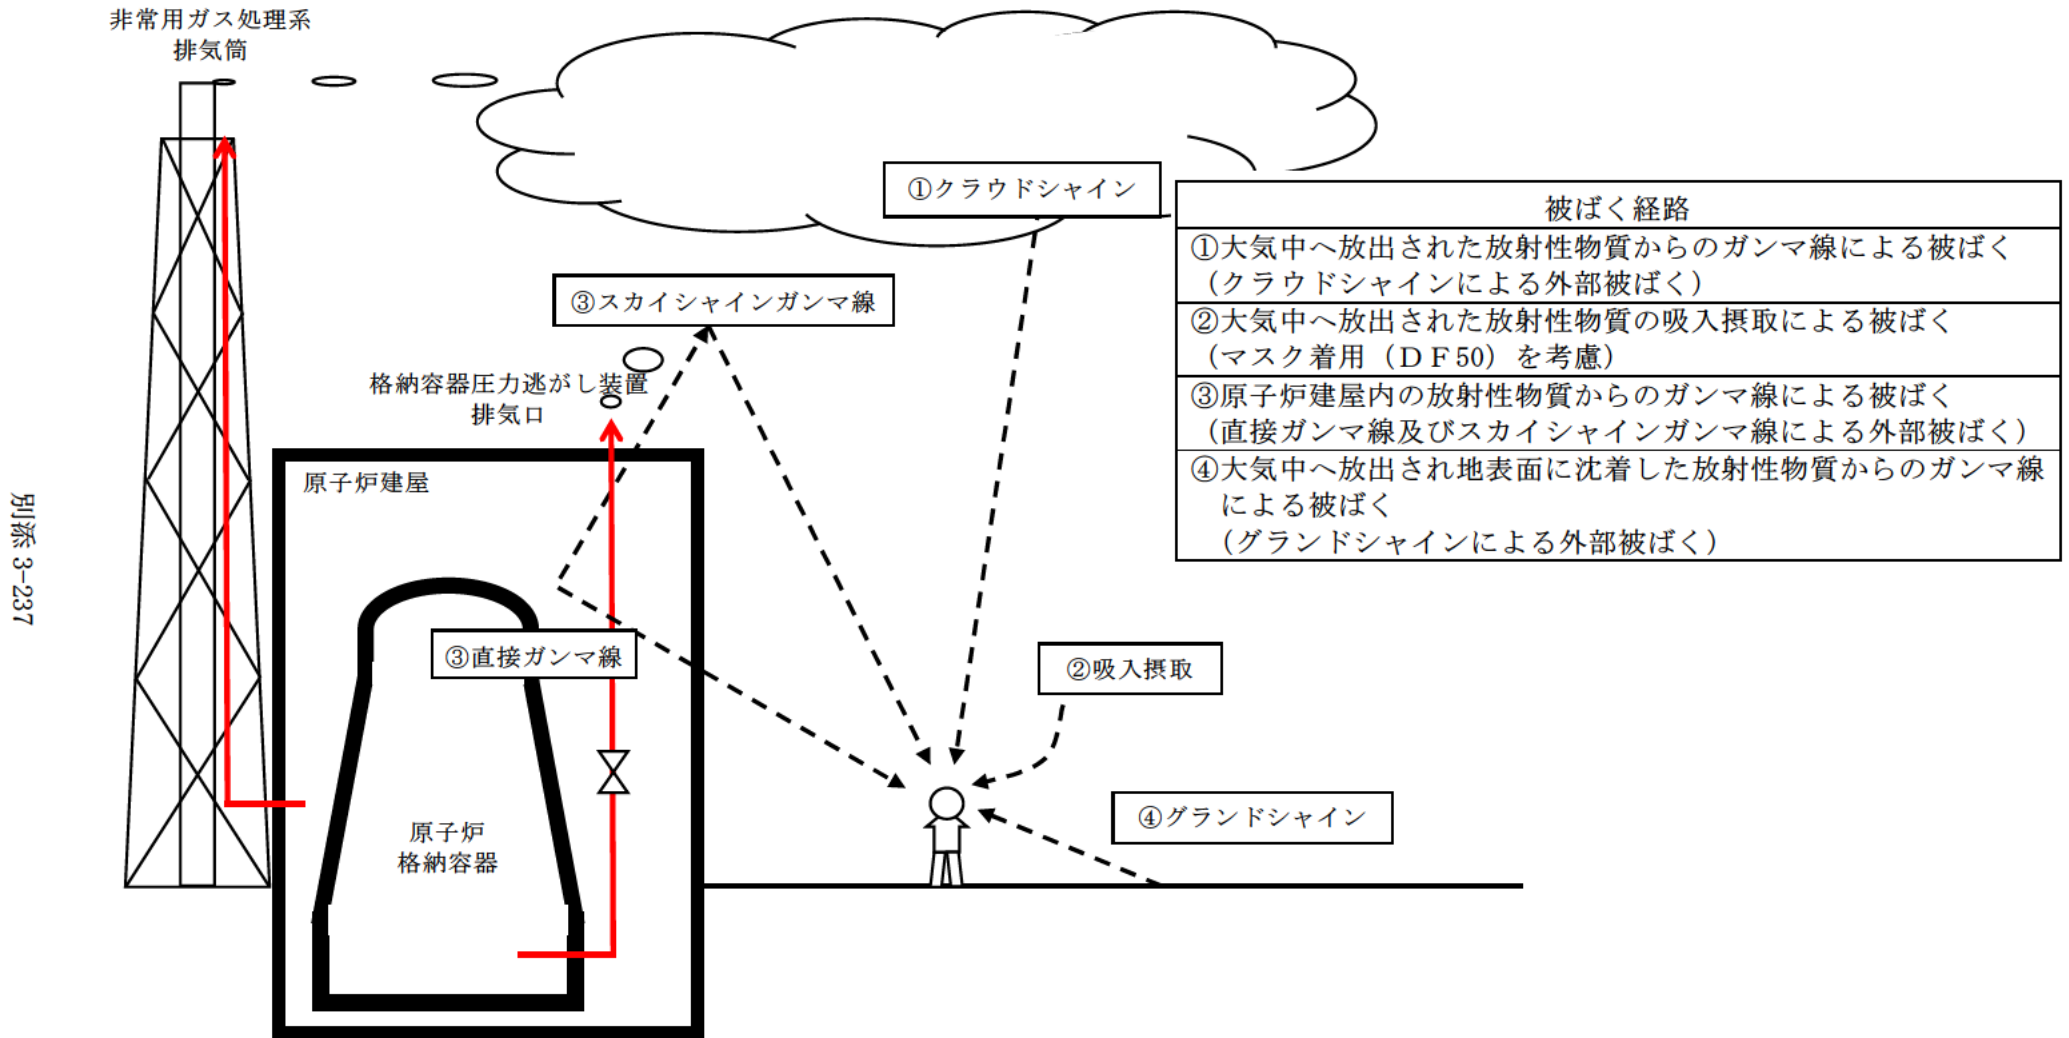 非常用ガス処理系
排気筒
①クラウドシャイン
③スカイシャインガンマ線
格納容器圧力逃がし装置
排気口
原子炉建屋
③直接ガンマ線
②吸入摂取
④グランドシャイン
原子炉
格納容器
被ばく経路
①大気中へ放出された放射性物質からのガンマ線による被ばく
（クラウドシャインによる外部被ばく）
②大気中へ放出された放射性物質の吸入摂取による被ばく
（マスク着用（ＤＦ50）を考慮）
③原子炉建屋内の放射性物質からのガンマ線による被ばく
（直接ガンマ線及びスカイシャインガンマ線による外部被ばく）
④大気中へ放出され地表面に沈着した放射性物質からのガンマ線
による被ばく
（グランドシャインによる外部被ばく）
別添 3-237